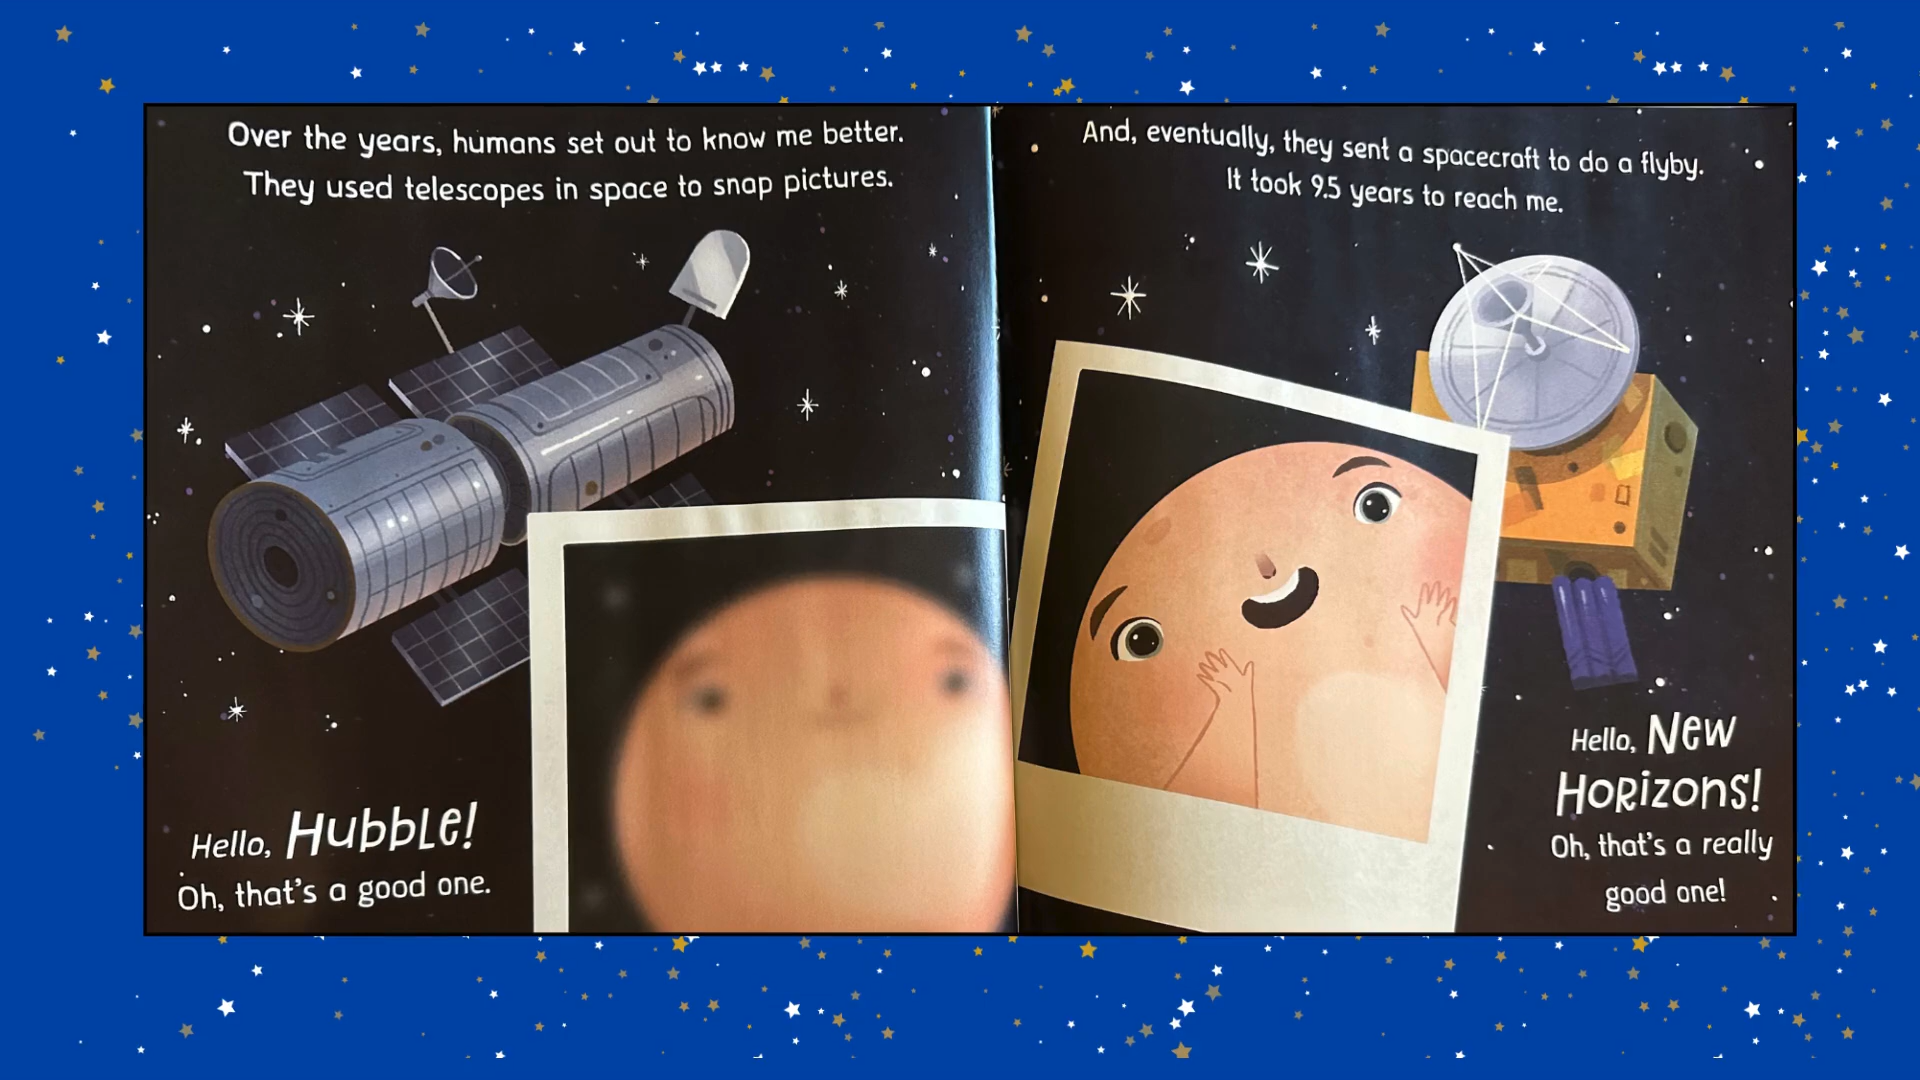 Over the years, humans set out to know me better.
They used telescopes in space to snap pictures.
Hello, Hubble!
Oh, that's a good one.
And, eventually, they sent a spacecraft to do a flyby.
It took 9.5 years to reach me.
Hello, New
Horizons!
Oh, that's a really
good one!